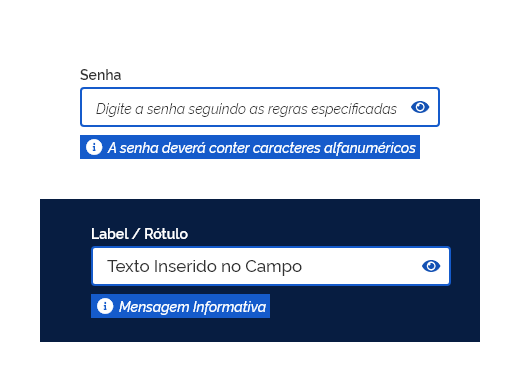 Senha
Digite a senha seguindo as regras especificadas
A senha deverá conter caracteres alfanuméricos
Label / Rótulo
Texto Inserido no Campo
Mensagem Informativa